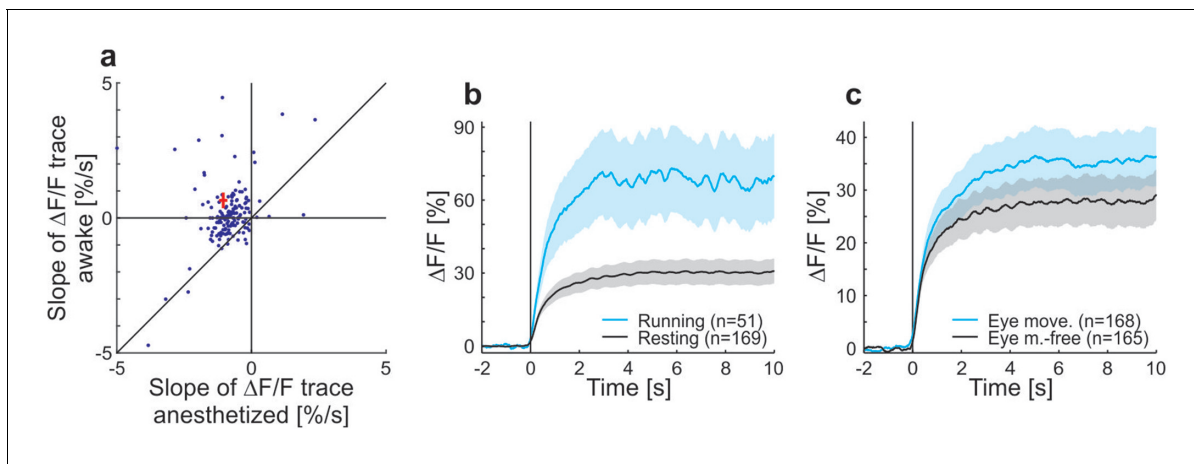 a
Slope of ΔF/F trace
awake [%/s]
5
0
-5
-5
0
5
Slope of ΔF/F trace
anesthetized [%/s]
b
ΔF/F [%]
90
60
30
0
Running (n=51)
Resting (n=169)
-2
0
2
4
6
8
10
Time [s]
c
ΔF/F [%]
40
30
20
10
0
Eye move. (n=168)
Eye m.-free (n=165)
-2
0
2
4
6
8
10
Time [s]